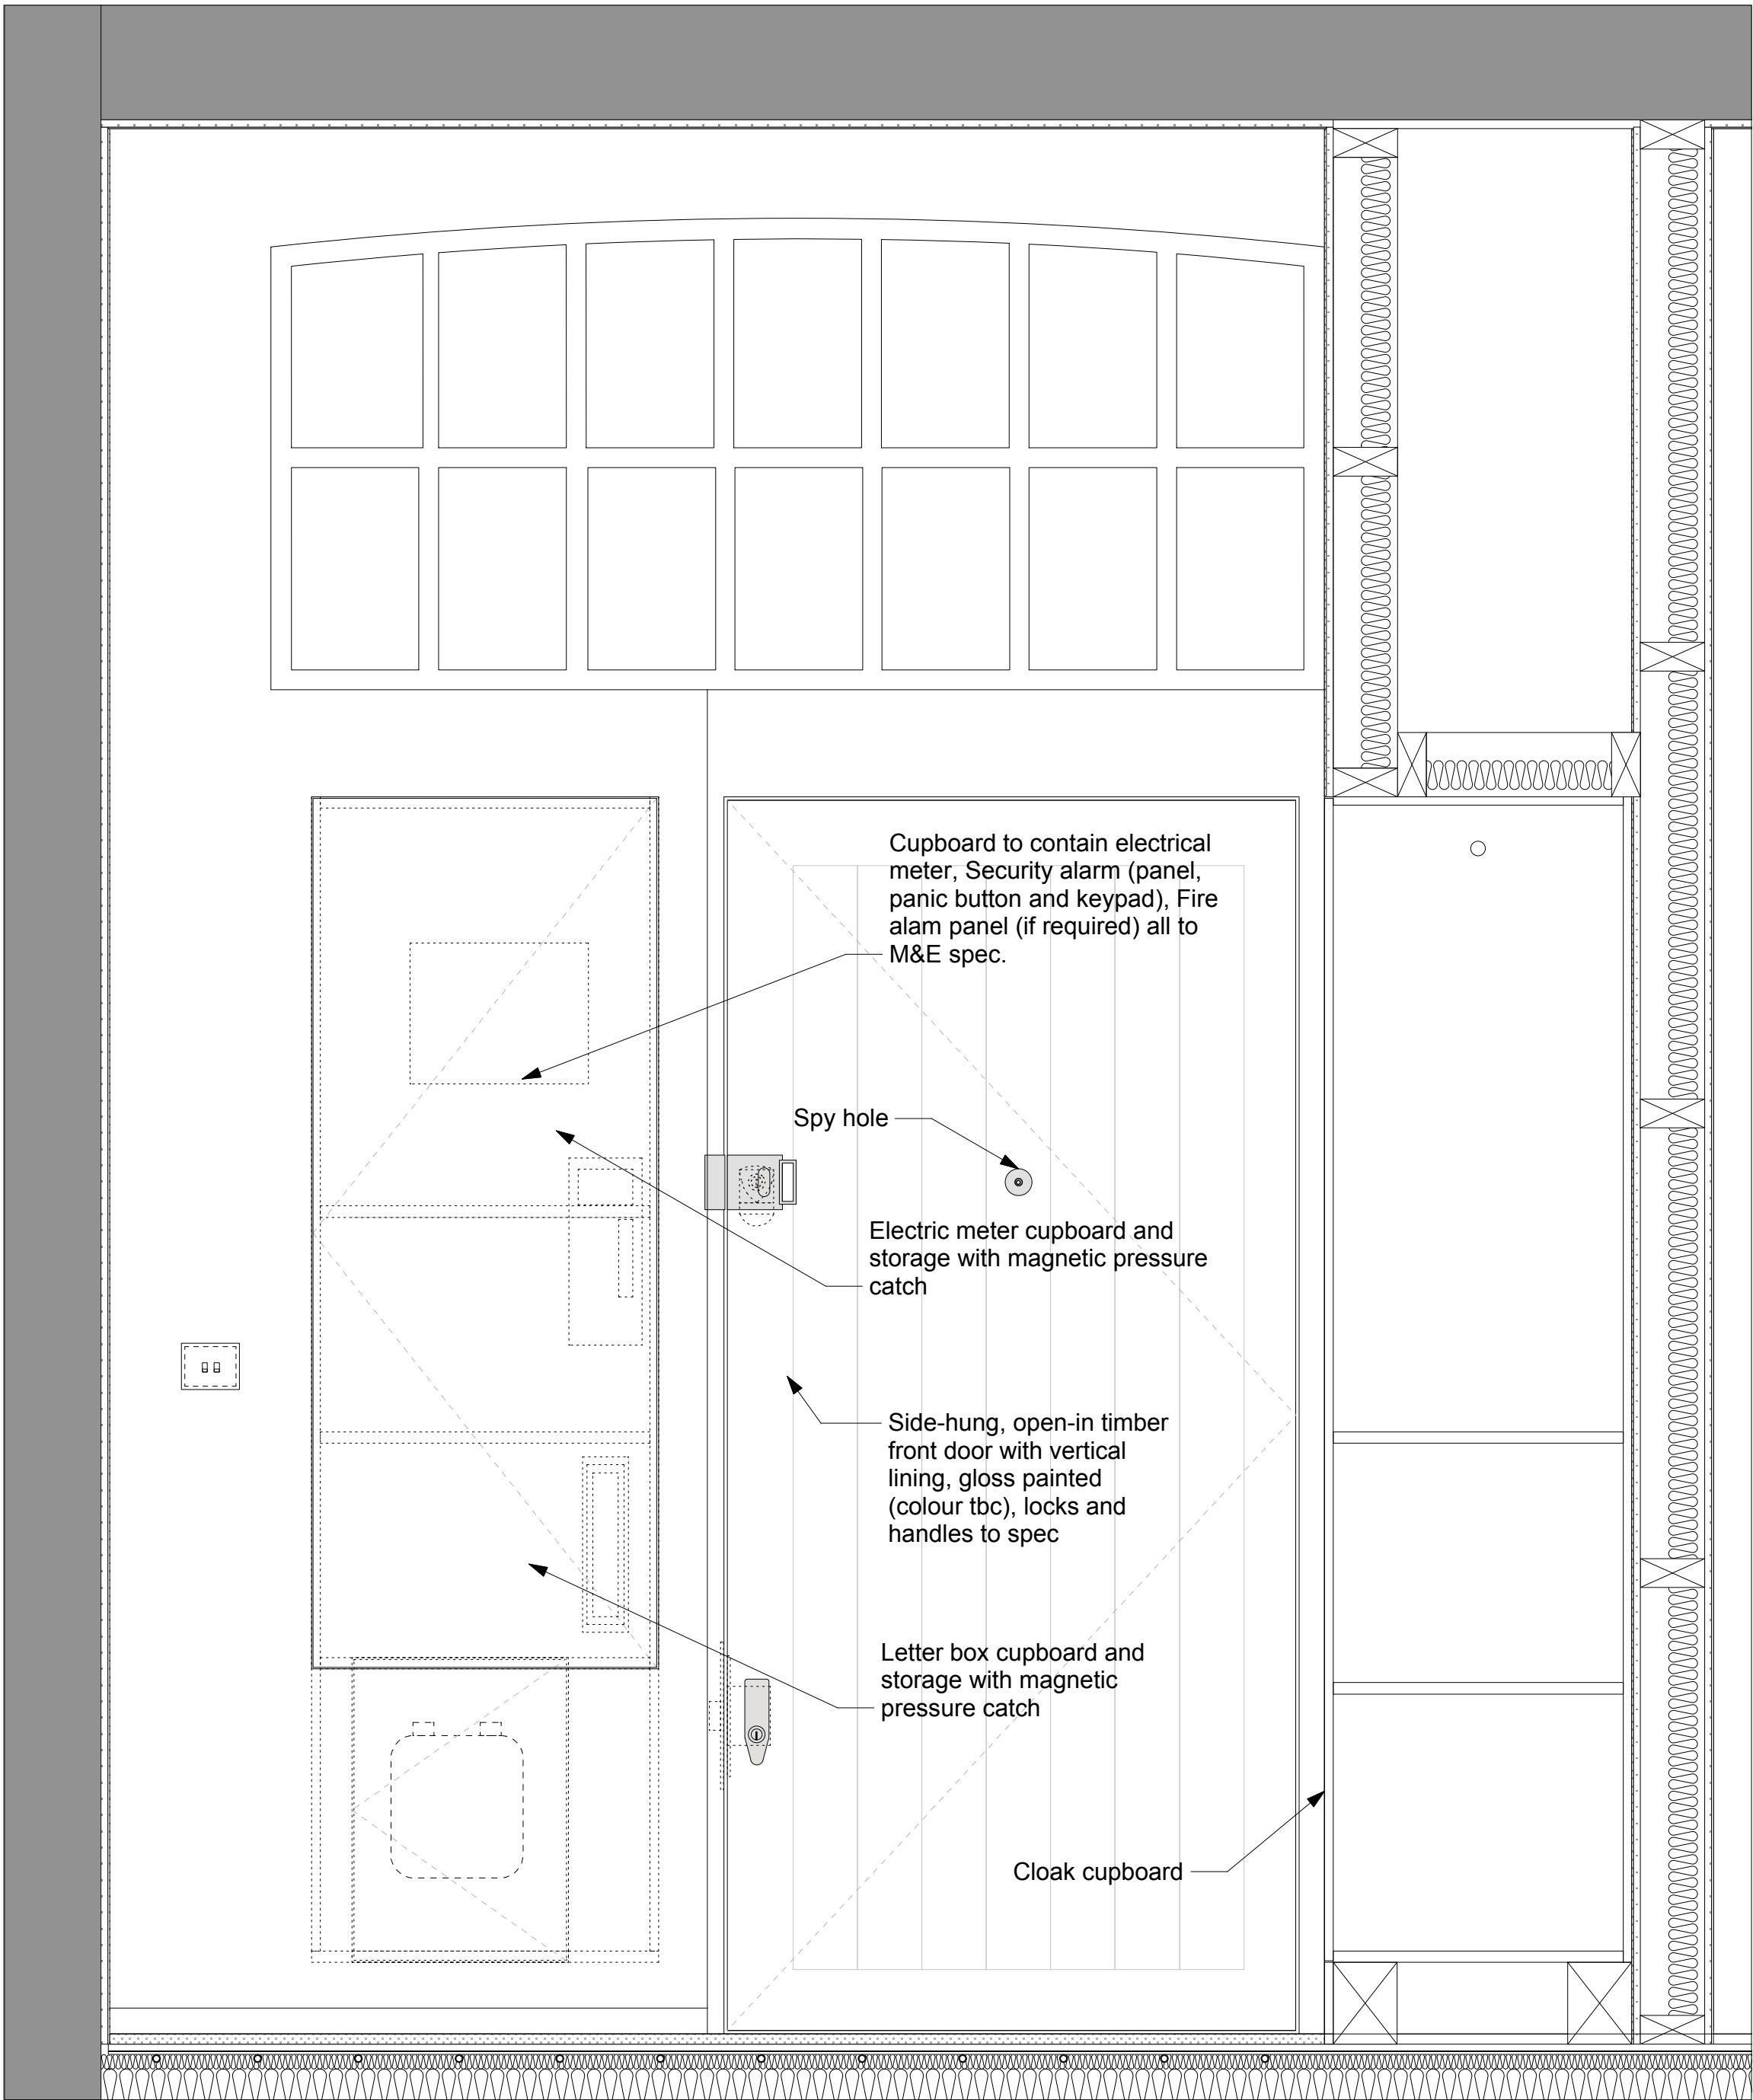 Cupboard to contain electrical
meter, Security alarm (panel,
panic button and keypad), Fire
alam panel (if required) all to
M&E spec.
Spy hole
Electric meter cupboard and
storage with magnetic pressure
catch
Side-hung, open-in timber
front door with vertical
lining, gloss painted
(colour tbc), locks and
handles to spec
Letter box cupboard and
storage with magnetic
pressure catch
Cloak cupboard